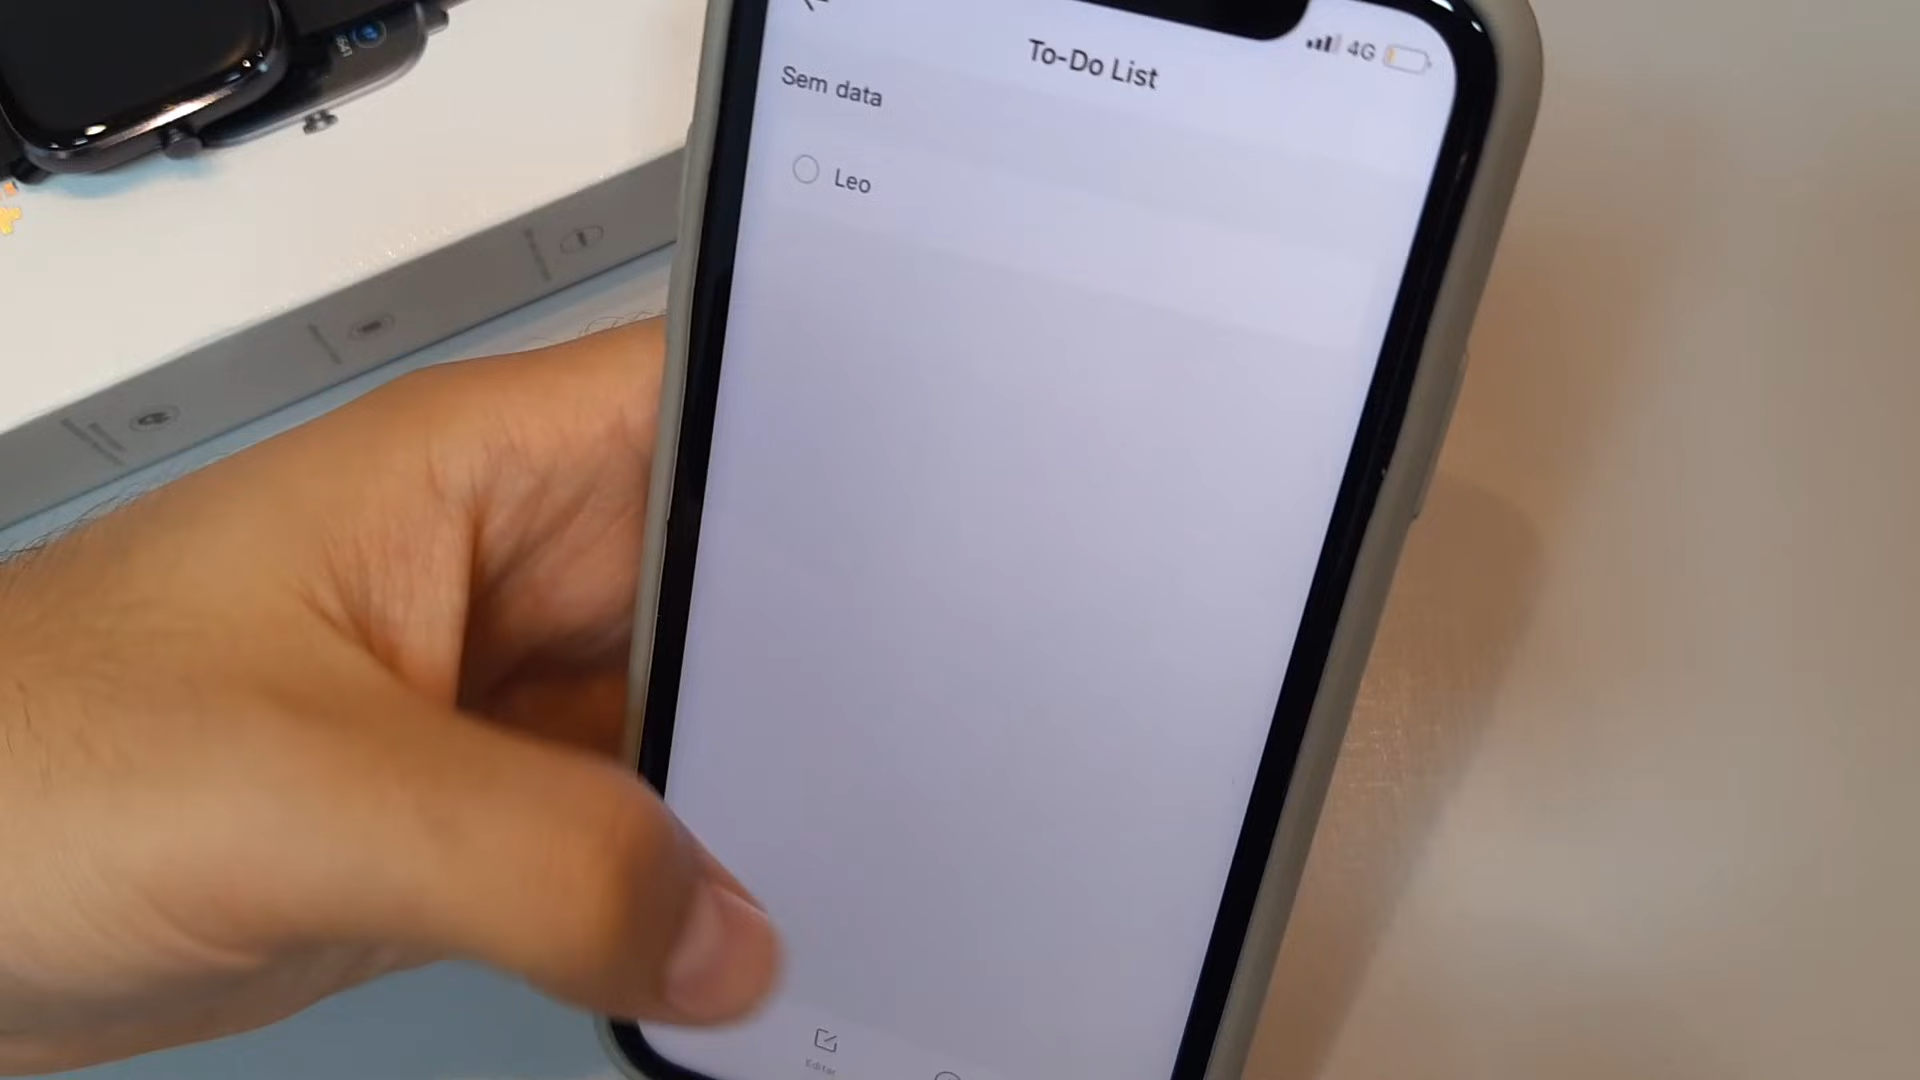 4G
To-Do List
Sem data
Leo
Editar